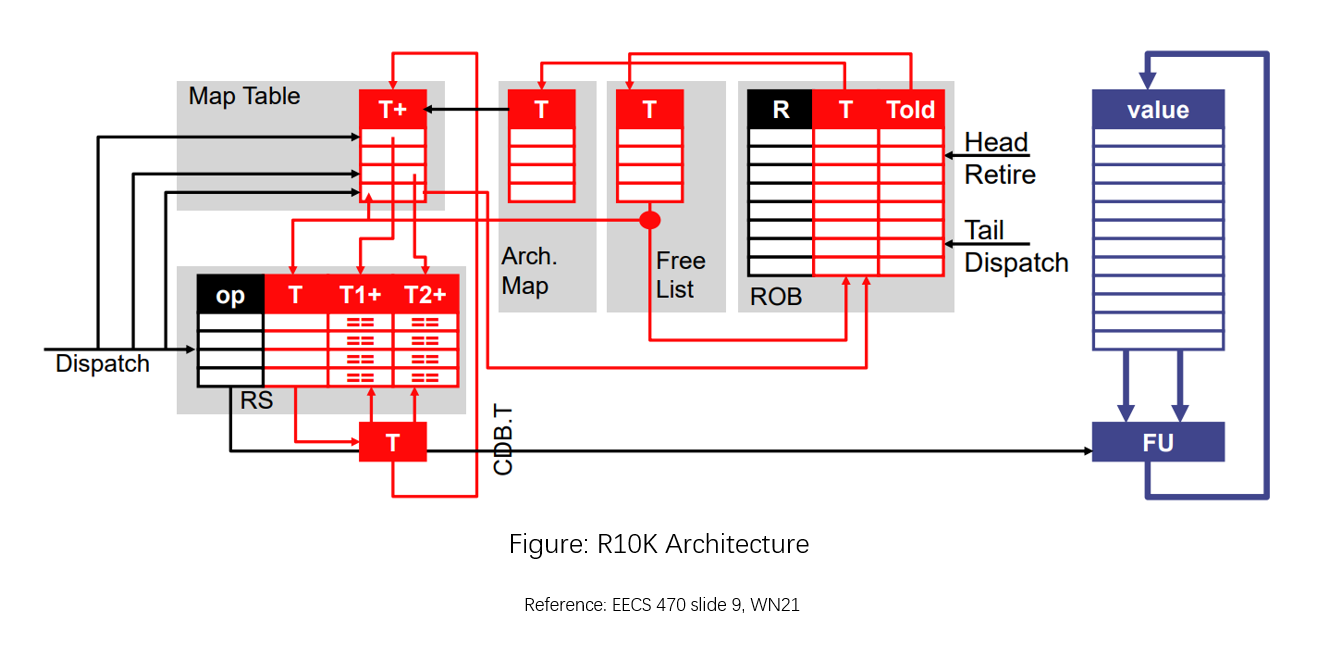 Map Table
T+
T
T
R T Told
value
Head
Retire
Tail
Dispatch
Arch.
Map
Free
List
ROB
op T T1+ T2+
== ==
== ==
== ==
== ==
Dispatch
RS
CDB.T
T
FU
Figure: R10K Architecture
Reference: EECS 470 slide 9, WN21